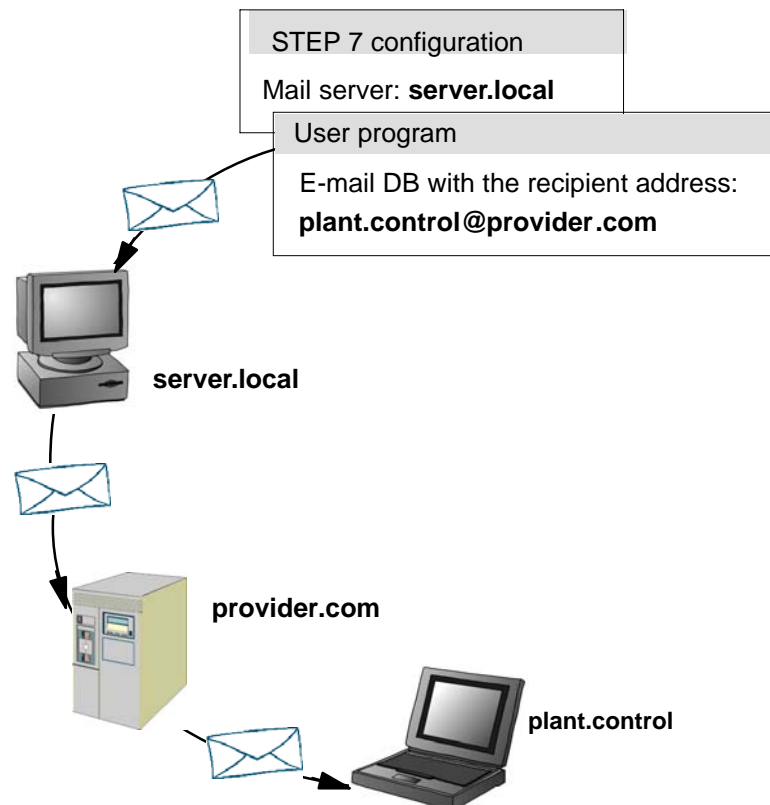 STEP 7 configuration
Mail server: server.local
User program
E-mail DB with the recipient address:
plant.control@provider.com
server.local
provider.com
plant.control